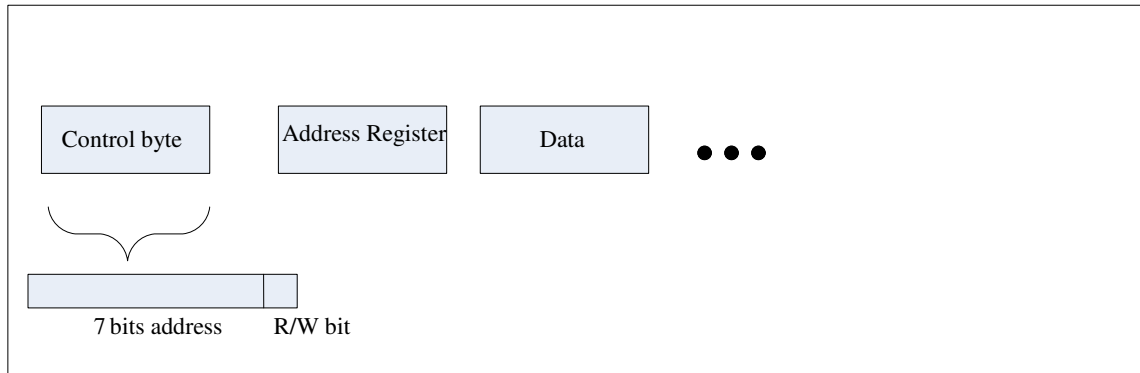 Control byte
Address Register
Data
7 bits address
R/W bit